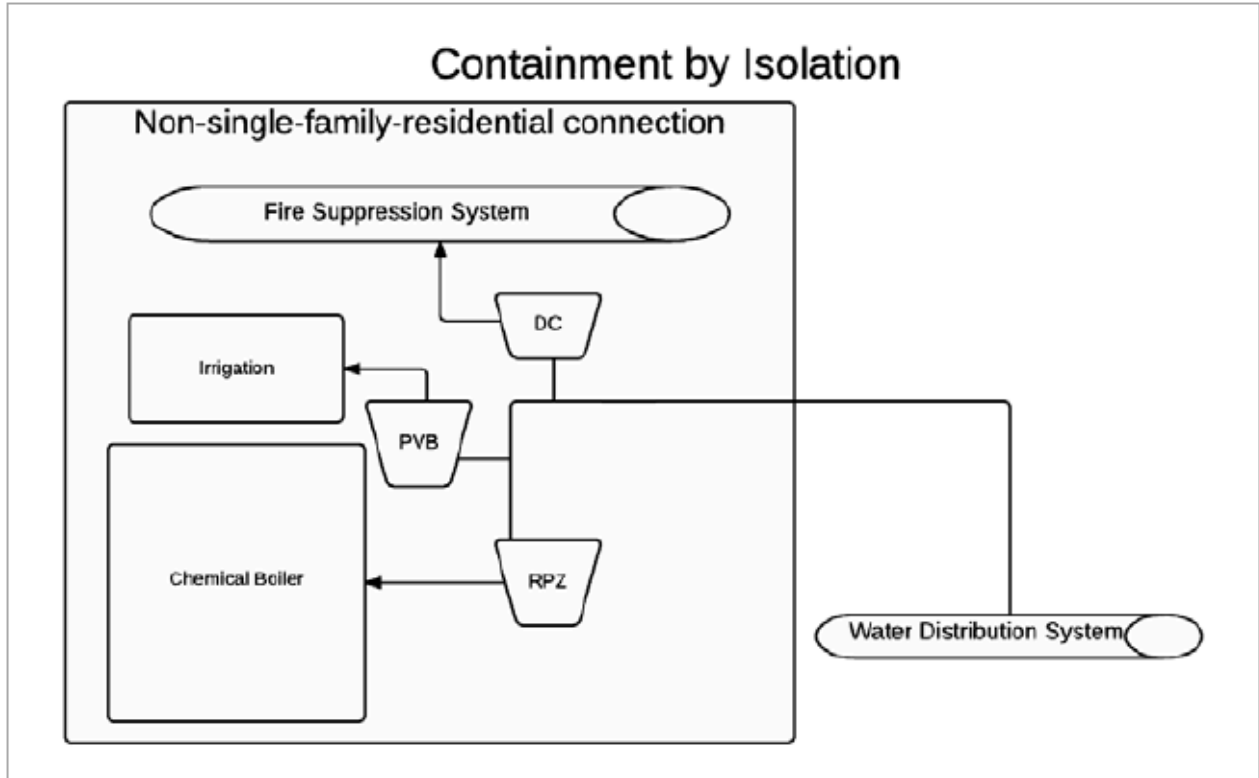 Containment by Isolation
Non-single-family-residential connection
Fire Suppression System
DC
Irrigation
PVB
Chemical Boiler
RPZ
Water Distribution System